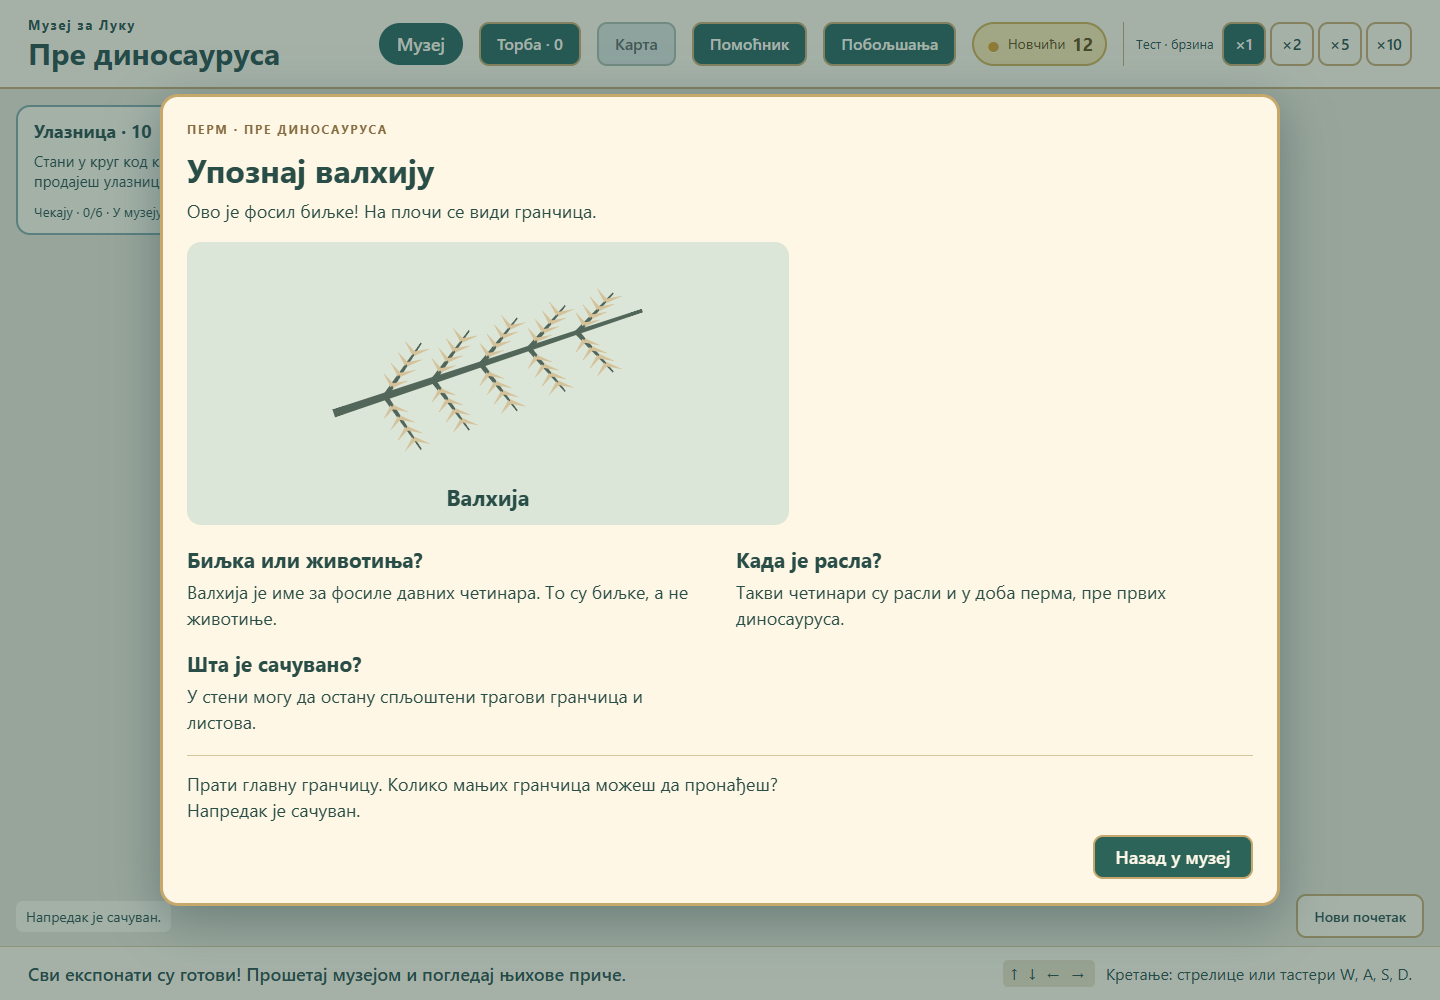 Музеј за Луку
Пре диносауруса
Музеј
Торба · 0
Карта
Помоћник
Побољшања
Новчићи 12
Тест · брзина
×1
×2
×5
×10
Улазница · 10
Стани у круг код к
продајеш улазниц
Чекају · 0/6 · У музеју
ПЕРМ · ПРЕ ДИНОСАУРУСА
Упознај валхију
Ово је фосил биљке! На плочи се види гранчица.
Валхија
Биљка или животиња?
Валхија је име за фосиле давних четинара. То су биљке, а не
животиње.
Када је расла?
Такви четинари су расли и у доба перма, пре првих
диносауруса.
Шта је сачувано?
У стени могу да остану спљоштени трагови гранчица и
листова.
Прати главну гранчицу. Колико мањих гранчица можеш да пронађеш?
Напредак је сачуван.
Назад у музеј
Напредак је сачуван.
Нови почетак
Сви експонати су готови! Прошетај музејом и погледај њихове приче.
↑ ↓ ← → Кретање: стрелице или тастери W, A, S, D.